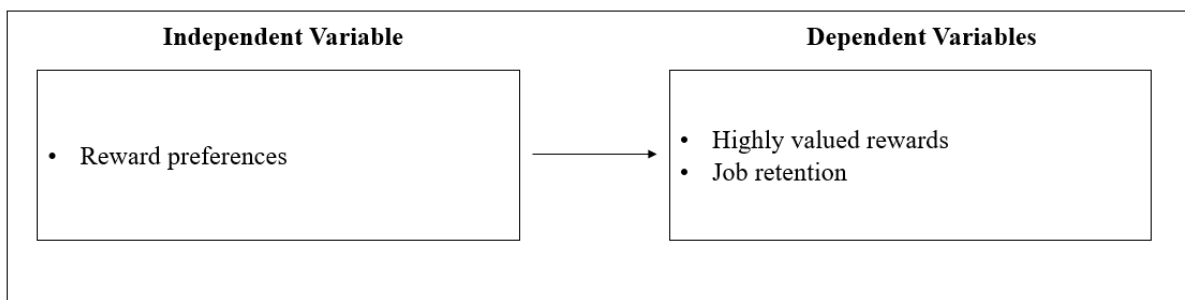 Independent Variable
• Reward preferences
Dependent Variables
• Highly valued rewards
• Job retention